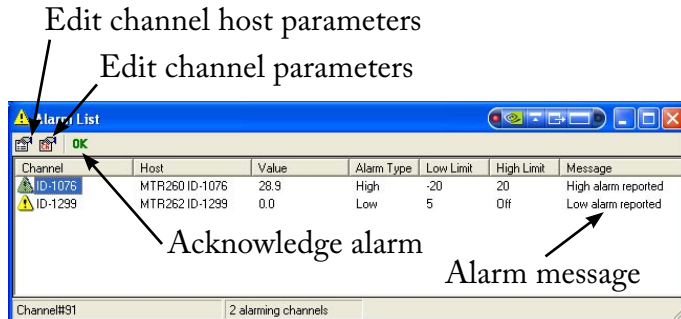 Edit channel host parameters
Edit channel parameters
Alarm List
OK
Channel Host Value Alarm Type Low Limit High Limit Message
ID-1076 MTR260 ID-1076 28.9 High -20 20 High alarm reported
ID-1299 MTR262 ID-1299 0.0 Low 5 Off Low alarm reported
Acknowledge alarm
Alarm message
Channel#91 2 alarming channels